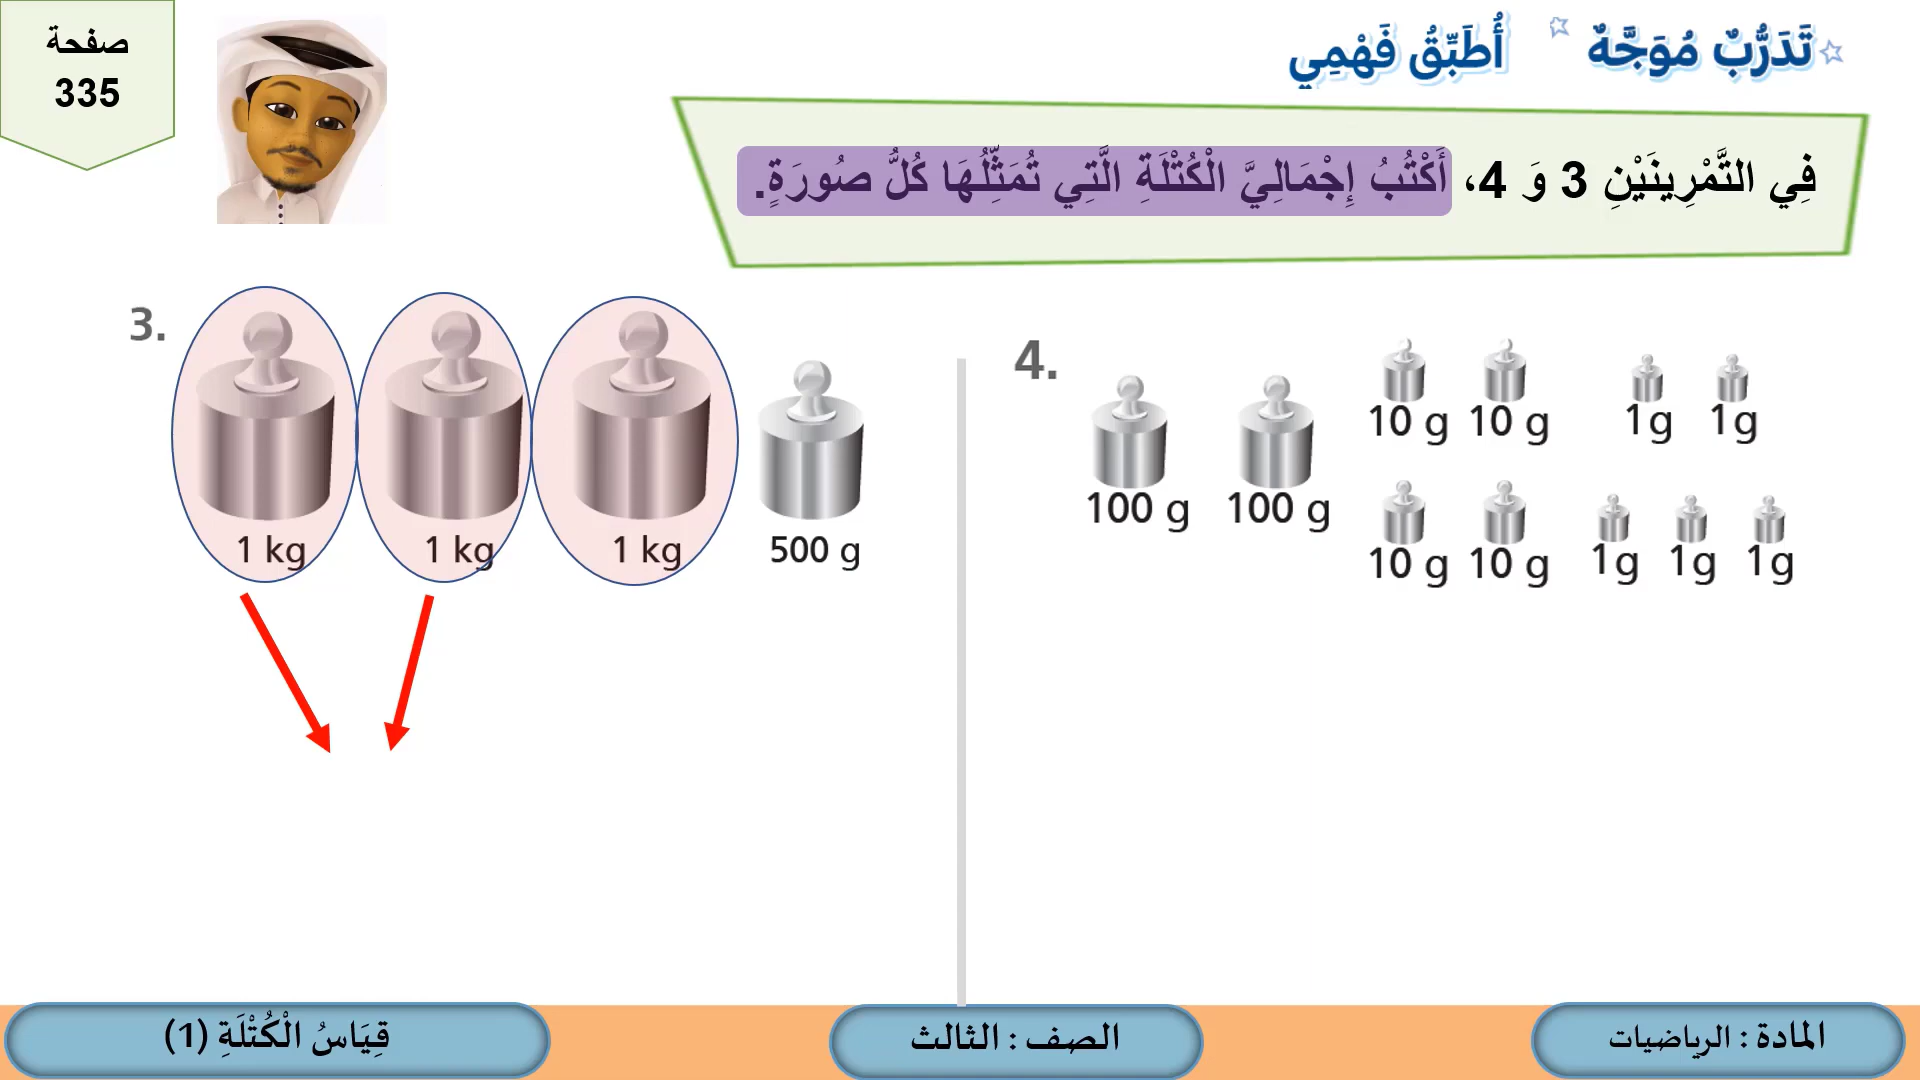 صفحة
335
تَدَرُّبٌ مُوَجَّهٌ أُطَبِّقُ فَهْمِي
فِي التَّمْرِينَيْنِ 3 وَ 4، أَكْتُبُ إِجْمَالِيَّ الْكُتْلَةِ الَّتِي تُمَثِّلُهَا كُلُّ صُورَةٍ.
3.
1 kg 1 kg 1 kg 500 g
4.
100 g 100 g
10 g 10 g 1g 1g
10 g 10 g 1g 1g 1g
المادة : الرياضيات
الصف : الثالث
قِيَاسُ الْكُتْلَةِ (1)